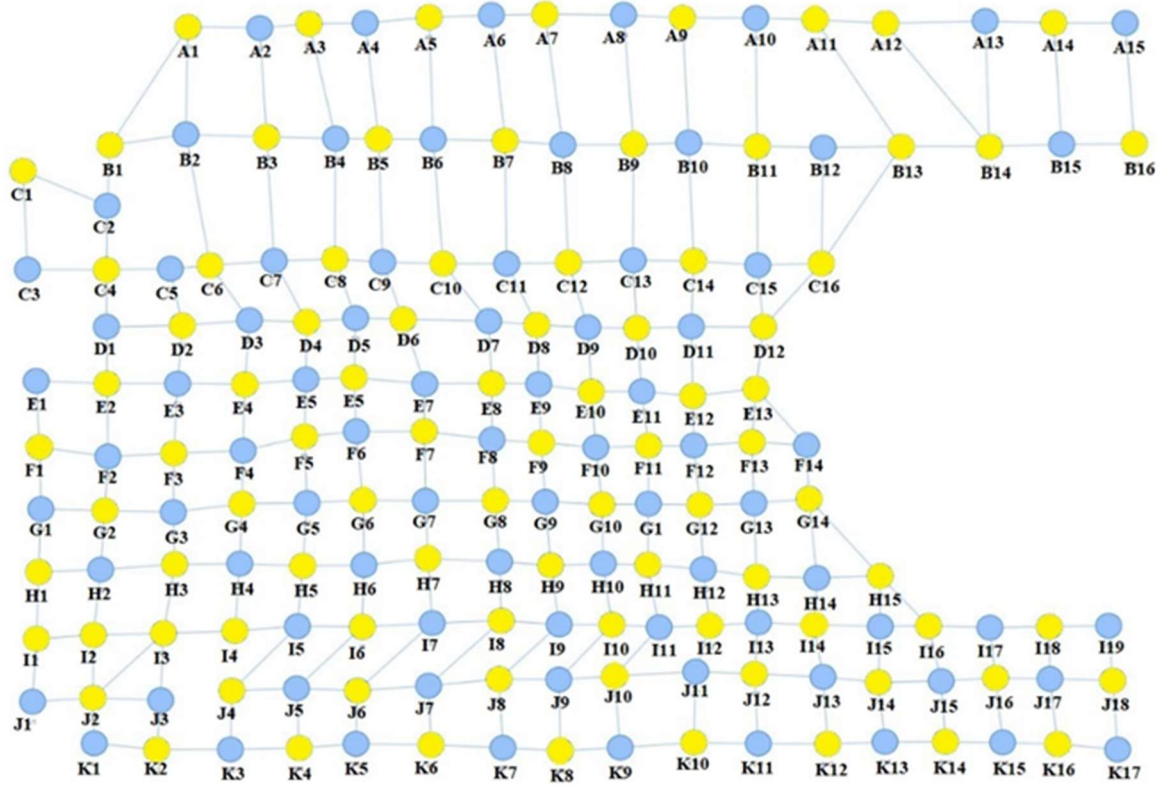 A1 A2 A3 A4 A5 A6 A7 A8 A9 A10 A11 A12 A13 A14 A15
B1 B2 B3 B4 B5 B6 B7 B8 B9 B10 B11 B12 B13 B14 B15 B16
C1 C2
C3 C4 C5 C6 C7 C8 C9 C10 C11 C12 C13 C14 C15 C16
D1 D2 D3 D4 D5 D6 D7 D8 D9 D10 D11 D12
E1 E2 E3 E4 E5 E5 E7 E8 E9 E10 E11 E12 E13
F1 F2 F3 F4 F5 F6 F7 F8 F9 F10 F11 F12 F13 F14
G1 G2 G3 G4 G5 G6 G7 G8 G9 G10 G1 G12 G13 G14
H1 H2 H3 H4 H5 H6 H7 H8 H9 H10 H11 H12 H13 H14 H15
I1 I2 I3 I4 I5 I6 I7 I8 I9 I10 I11 I12 I13 I14 I15 I16 I17 I18 I19
J1 J2 J3 J4 J5 J6 J7 J8 J9 J10 J11 J12 J13 J14 J15 J16 J17 J18
K1 K2 K3 K4 K5 K6 K7 K8 K9 K10 K11 K12 K13 K14 K15 K16 K17